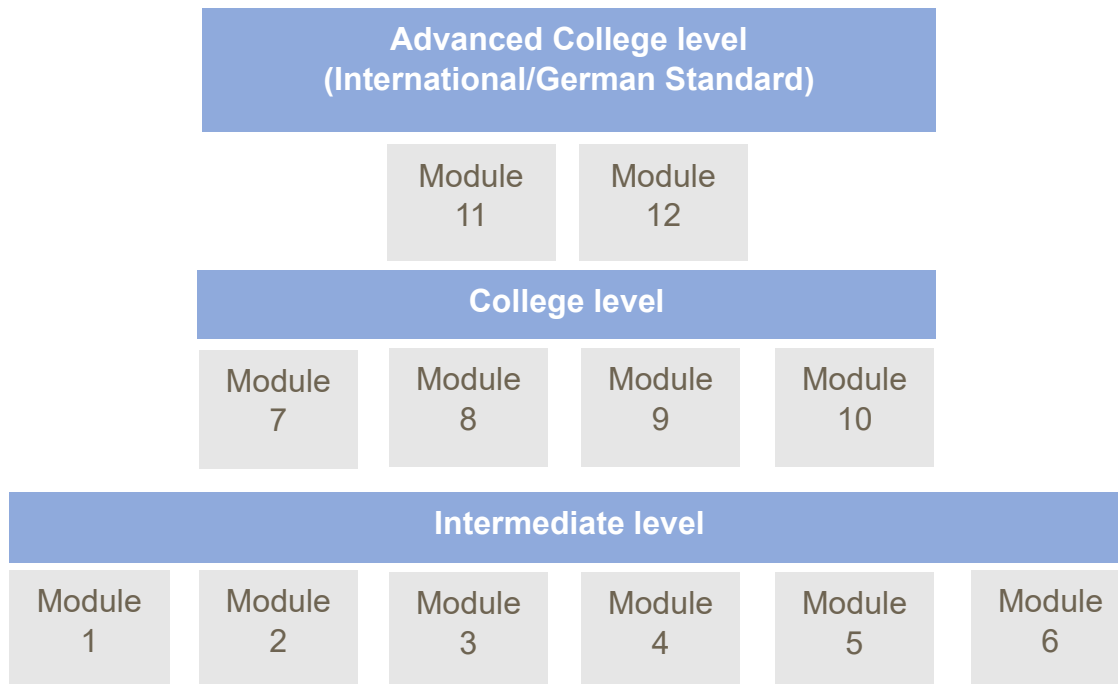 Advanced College level
(International/German Standard)
Module
11
Module
12
College level
Module
7
Module
8
Module
9
Module
10
Intermediate level
Module
1
Module
2
Module
3
Module
4
Module
5
Module
6